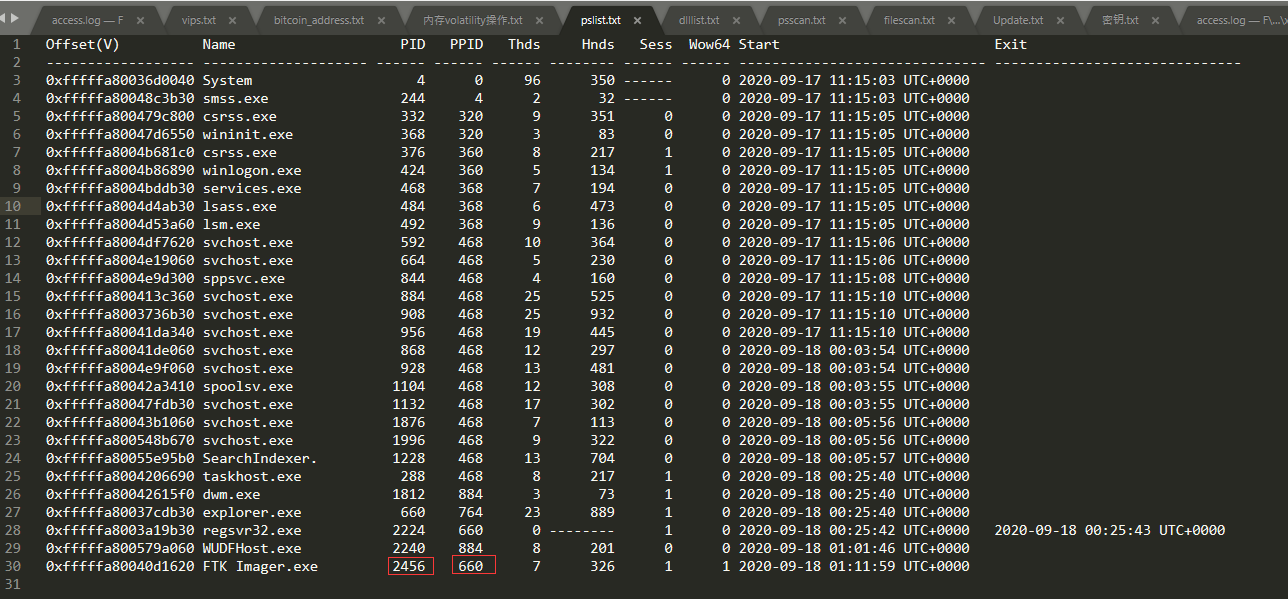 access.log — F × vips.txt × bitcoin_address.txt × 内存volatility操作.txt × pslist.txt × dlllist.txt × psscan.txt × filescan.txt × Update.txt × 密钥.txt × access.log — F\...\x
1 Offset(V) Name PID PPID Thds Hnds Sess Wow64 Start Exit
2 ------------------ -------------------- ------ ------ ------ -------- ------ ------ ------------------------------ ------------------------------
3 0xfffffa80036d0040 System 4 0 96 350 ------ 0 2020-09-17 11:15:03 UTC+0000
4 0xfffffa80048c3b30 smss.exe 244 4 2 32 ------ 0 2020-09-17 11:15:03 UTC+0000
5 0xfffffa800479c800 csrss.exe 332 320 9 351 0 0 2020-09-17 11:15:05 UTC+0000
6 0xfffffa80047d6550 wininit.exe 368 320 3 83 0 0 2020-09-17 11:15:05 UTC+0000
7 0xfffffa8004b681c0 csrss.exe 376 360 8 217 1 0 2020-09-17 11:15:05 UTC+0000
8 0xfffffa8004b86890 winlogon.exe 424 360 5 134 1 0 2020-09-17 11:15:05 UTC+0000
9 0xfffffa8004bddb30 services.exe 468 368 7 194 0 0 2020-09-17 11:15:05 UTC+0000
10 0xfffffa8004d4ab30 lsass.exe 484 368 6 473 0 0 2020-09-17 11:15:05 UTC+0000
11 0xfffffa8004d53a60 lsm.exe 492 368 9 136 0 0 2020-09-17 11:15:05 UTC+0000
12 0xfffffa8004df7620 svchost.exe 592 468 10 364 0 0 2020-09-17 11:15:06 UTC+0000
13 0xfffffa8004e19060 svchost.exe 664 468 5 230 0 0 2020-09-17 11:15:06 UTC+0000
14 0xfffffa8004e9d300 sppsvc.exe 844 468 4 160 0 0 2020-09-17 11:15:08 UTC+0000
15 0xfffffa800413c360 svchost.exe 884 468 25 525 0 0 2020-09-17 11:15:10 UTC+0000
16 0xfffffa8003736b30 svchost.exe 908 468 25 932 0 0 2020-09-17 11:15:10 UTC+0000
17 0xfffffa80041da340 svchost.exe 956 468 19 445 0 0 2020-09-17 11:15:10 UTC+0000
18 0xfffffa80041de060 svchost.exe 868 468 12 297 0 0 2020-09-18 00:03:54 UTC+0000
19 0xfffffa8004e9f060 svchost.exe 928 468 13 481 0 0 2020-09-18 00:03:54 UTC+0000
20 0xfffffa80042a3410 spoolsv.exe 1104 468 12 308 0 0 2020-09-18 00:03:55 UTC+0000
21 0xfffffa80047fdb30 svchost.exe 1132 468 17 302 0 0 2020-09-18 00:03:55 UTC+0000
22 0xfffffa80043b1060 svchost.exe 1876 468 7 113 0 0 2020-09-18 00:05:56 UTC+0000
23 0xfffffa800548b670 svchost.exe 1996 468 9 322 0 0 2020-09-18 00:05:56 UTC+0000
24 0xfffffa80055e95b0 SearchIndexer. 1228 468 13 704 0 0 2020-09-18 00:05:57 UTC+0000
25 0xfffffa8004206690 taskhost.exe 288 468 8 217 1 0 2020-09-18 00:25:40 UTC+0000
26 0xfffffa80042615f0 dwm.exe 1812 884 3 73 1 0 2020-09-18 00:25:40 UTC+0000
27 0xfffffa80037cdb30 explorer.exe 660 764 23 889 1 0 2020-09-18 00:25:40 UTC+0000
28 0xfffffa8003a19b30 regsvr32.exe 2224 660 0 -------- 1 0 2020-09-18 00:25:42 UTC+0000 2020-09-18 00:25:43 UTC+0000
29 0xfffffa800579a060 WUDFHost.exe 2240 884 8 201 0 0 2020-09-18 01:01:46 UTC+0000
30 0xfffffa80040d1620 FTK Imager.exe 2456 660 7 326 1 1 2020-09-18 01:11:59 UTC+0000
31